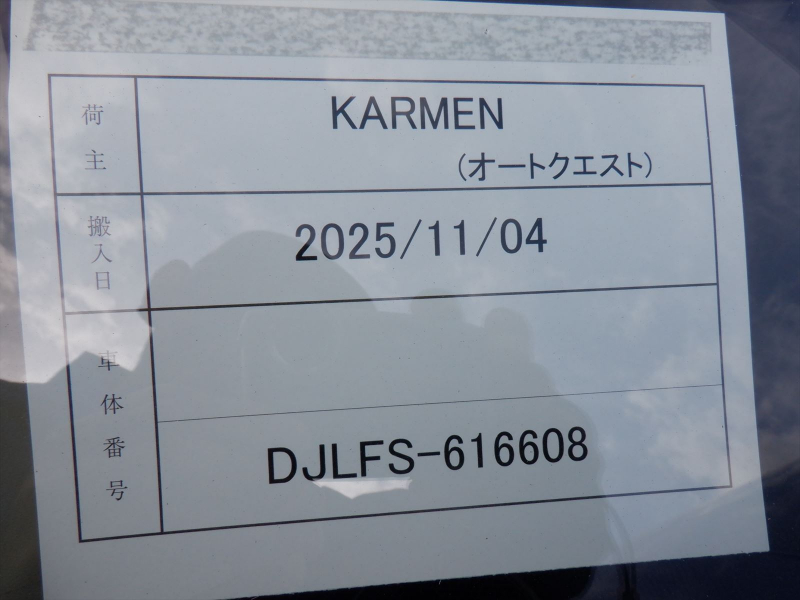 荷主
KARMEN
(オートクエスト)
搬入日
2025/11/04
車体番号
DJLFS-616608